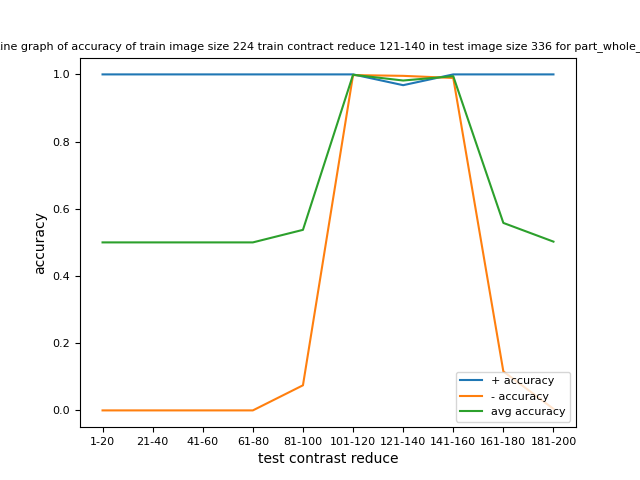 ine graph of accuracy of train image size 224 train contract reduce 121-140 in test image size 336 for part_whole_
1.0
0.8
0.6
0.4
0.2
0.0
accuracy
+ accuracy
- accuracy
avg accuracy
1-20 21-40 41-60 61-80 81-100 101-120 121-140 141-160 161-180 181-200
test contrast reduce